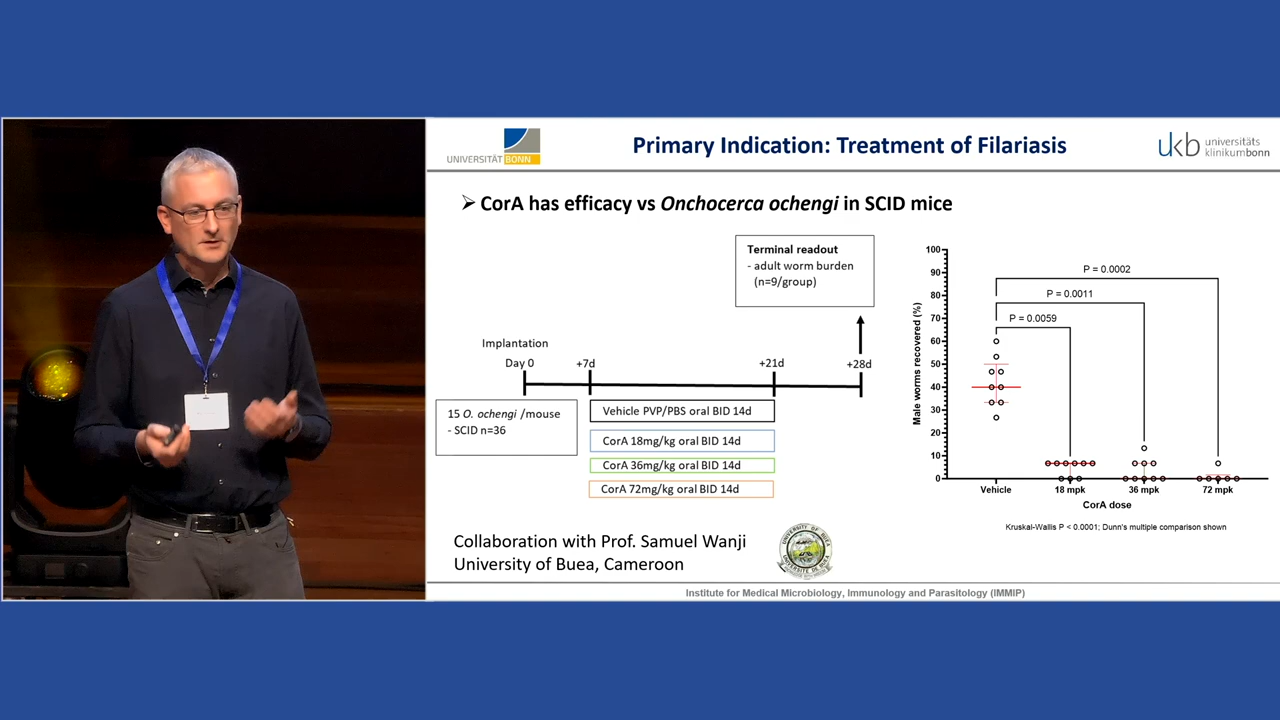 UNIVERSITÄT BONN
Primary Indication: Treatment of Filariasis
ukb universitäts
klinikumbonn
➢ CorA has efficacy vs Onchocerca ochengi in SCID mice
Terminal readout
- adult worm burden
(n=9/group)
Implantation
Day 0
+7d
+21d
+28d
15 O. ochengi /mouse
- SCID n=36
Vehicle PVP/PBS oral BID 14d
CorA 18mg/kg oral BID 14d
CorA 36mg/kg oral BID 14d
CorA 72mg/kg oral BID 14d
Male worms recovered (%)
100
90
80
70
60
50
40
30
20
10
0
P = 0.0002
P = 0.0011
P = 0.0059
Vehicle
18 mpk
36 mpk
72 mpk
CorA dose
Kruskal-Wallis P < 0.0001; Dunn's multiple comparison shown
Collaboration with Prof. Samuel Wanji
University of Buea, Cameroon
UNIVERSITY OF BUEA
UNIVERSITE DE BUEA
Institute for Medical Microbiology, Immunology and Parasitology (IMMIP)